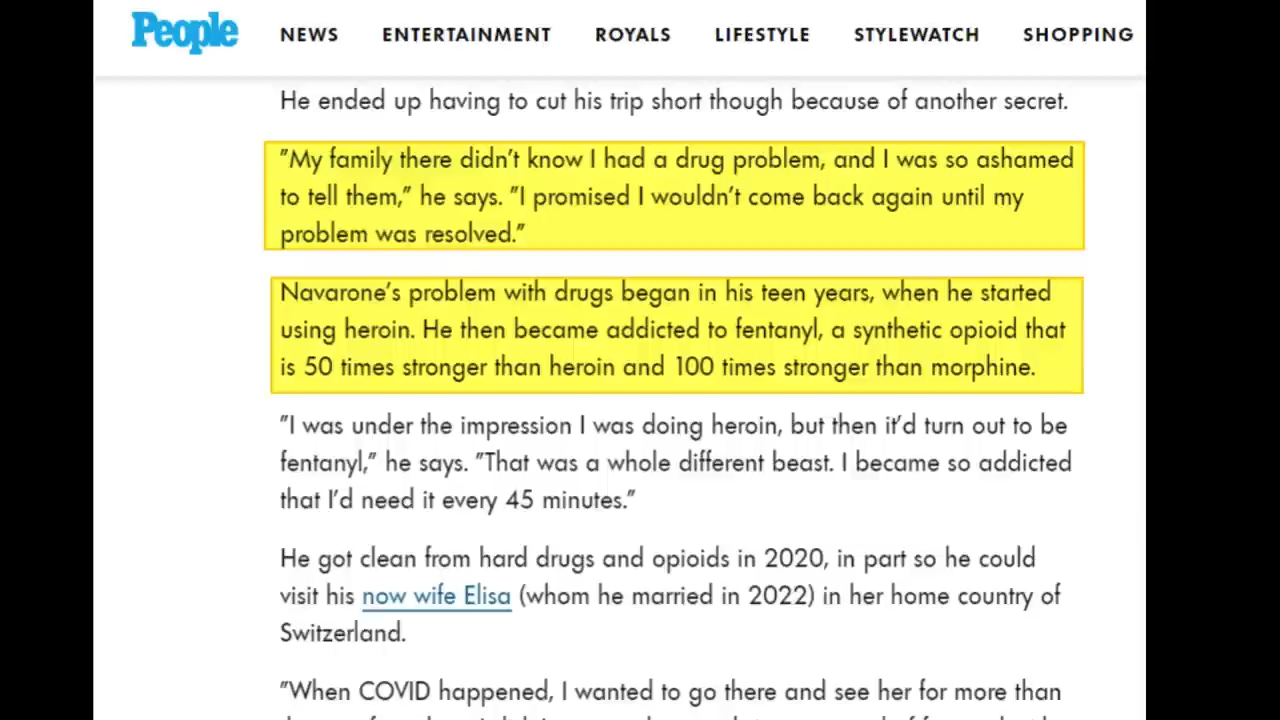 People NEWS ENTERTAINMENT ROYALS LIFESTYLE STYLEWATCH SHOPPING
He ended up having to cut his trip short though because of another secret.
"My family there didn't know I had a drug problem, and I was so ashamed
to tell them," he says. "I promised I wouldn't come back again until my
problem was resolved."
Navarone's problem with drugs began in his teen years, when he started
using heroin. He then became addicted to fentanyl, a synthetic opioid that
is 50 times stronger than heroin and 100 times stronger than morphine.
"I was under the impression I was doing heroin, but then it'd turn out to be
fentanyl," he says. "That was a whole different beast. I became so addicted
that I'd need it every 45 minutes."
He got clean from hard drugs and opioids in 2020, in part so he could
visit his now wife Elisa (whom he married in 2022) in her home country of
Switzerland.
"When COVID happened, I wanted to go there and see her for more than